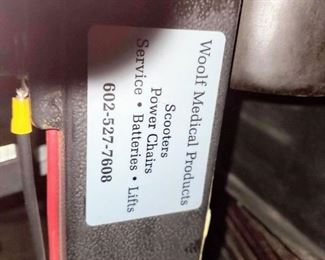 Woolf Medical Products
Scooters
Power Chairs
Service • Batteries • Lifts
602-527-7608